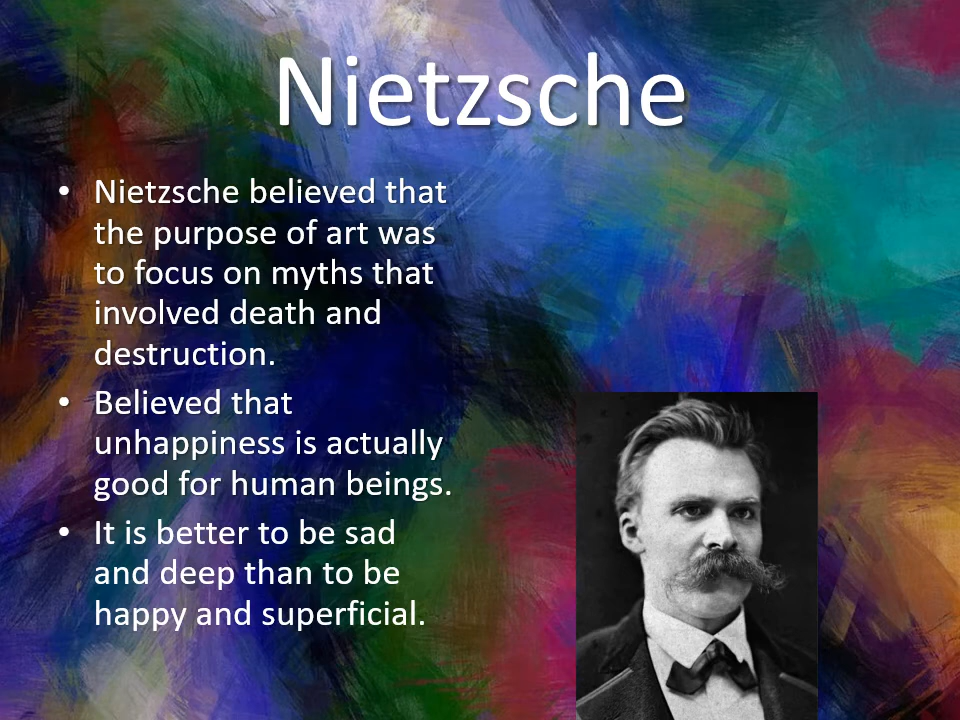 Nietzsche
• Nietzsche believed that
the purpose of art was
to focus on myths that
involved death and
destruction.
• Believed that
unhappiness is actually
good for human beings.
• It is better to be sad
and deep than to be
happy and superficial.